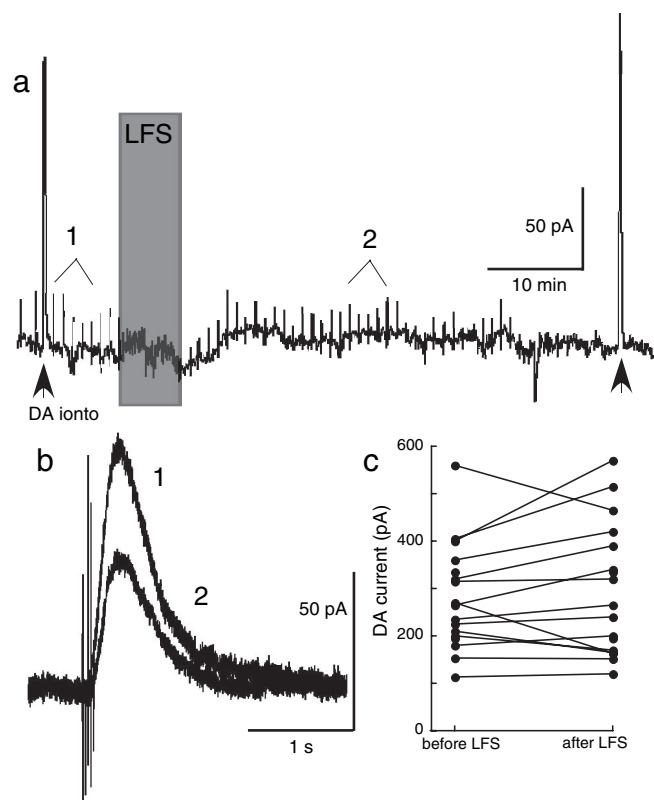 a
LFS
1
2
50 pA
10 min
DA ionto
b
1
2
50 pA
1 s
c
600
400
200
0
DA current (pA)
before LFS
after LFS